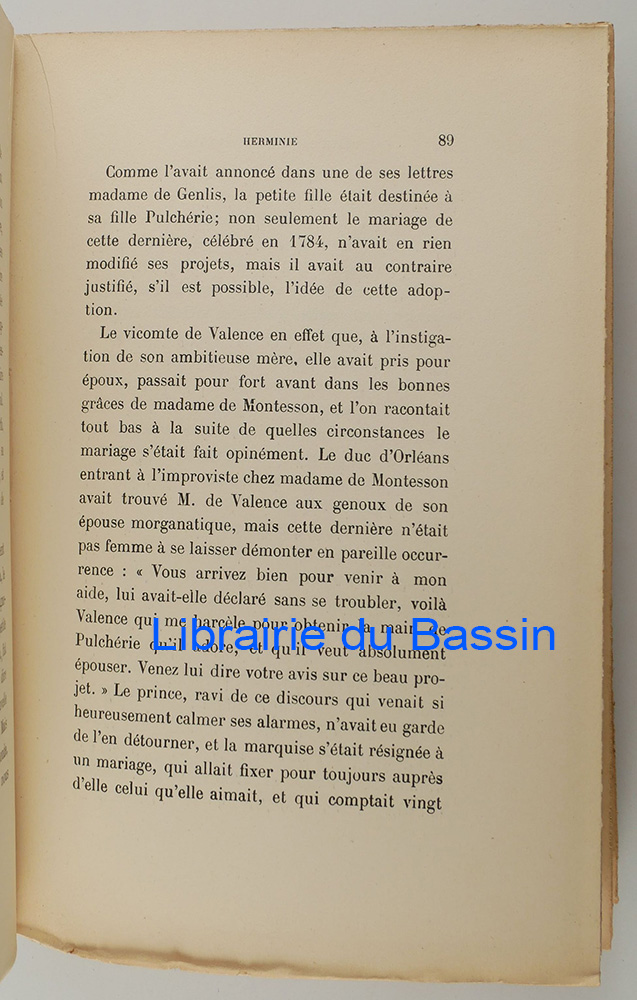 HERMINIE 89
Comme l'avait annoncé dans une de ses lettres
madame de Genlis, la petite fille était destinée à
sa fille Pulchérie; non seulement le mariage de
cette dernière, célébré en 1784, n'avait en rien
modifié ses projets, mais il avait au contraire
justifié, s'il est possible, l'idée de cette adop-
tion.
Le vicomte de Valence en effet que, à l'instiga-
tion de son ambitieuse mère, elle avait pris pour
époux, passait pour fort avant dans les bonnes
grâces de madame de Montesson, et l'on racontait
tout bas à la suite de quelles circonstances le
mariage s'était fait opinément. Le duc d'Orléans
entrant à l'improviste chez madame de Montesson
avait trouvé M. de Valence aux genoux de son
épouse morganatique, mais cette dernière n'était
pas femme à se laisser démonter en pareille occur-
rence : « Vous arrivez bien pour venir à mon
aide, lui avait-elle déclaré sans se troubler, voilà
Valence qui me harcèle pour obtenir la main de
Pulchérie qu'il adore, et qu'il veut absolument
Librairie du Bassin
épouser. Venez lui dire votre avis sur ce beau pro-
jet. » Le prince, ravi de ce discours qui venait si
heureusement calmer ses alarmes, n'avait eu garde
de l'en détourner, et la marquise s'était résignée à
un mariage, qui allait fixer pour toujours auprès
d'elle celui qu'elle aimait, et qui comptait vingt